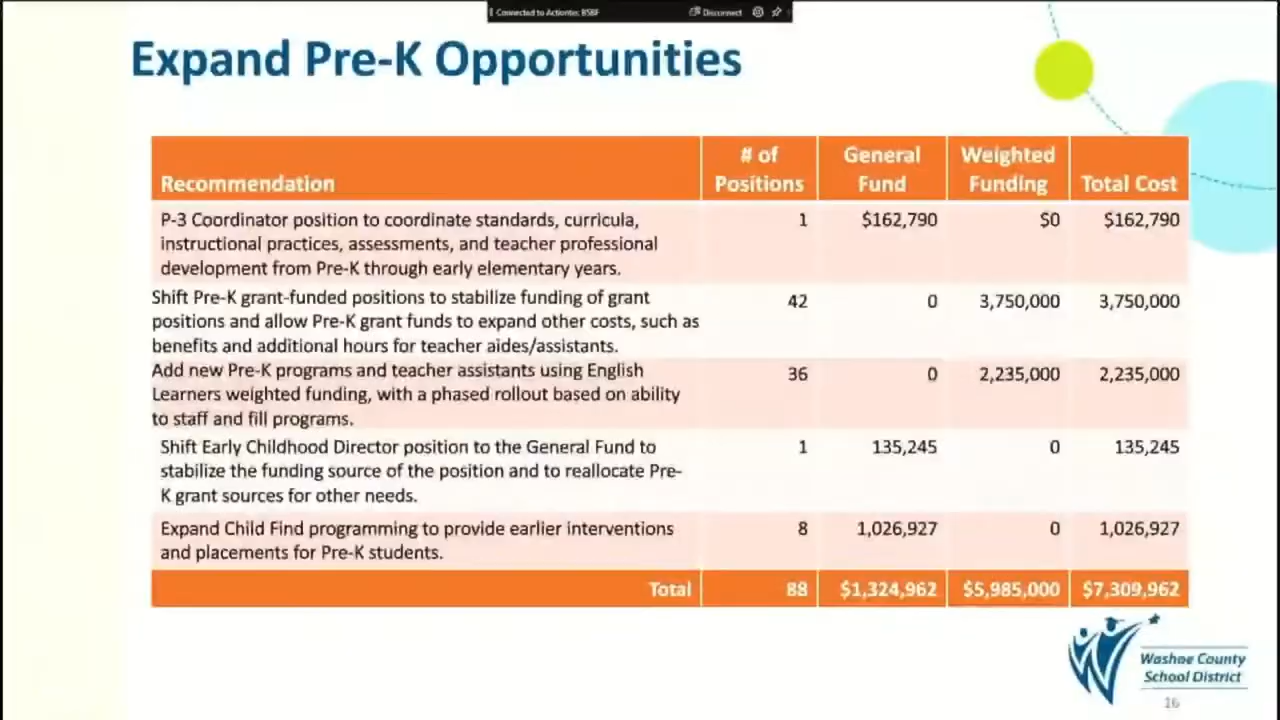 Connected to Actiontec BSBF
Disconnect
Expand Pre-K Opportunities
Recommendation
# of
Positions
General
Fund
Weighted
Funding
Total Cost
P-3 Coordinator position to coordinate standards, curricula,
instructional practices, assessments, and teacher professional
development from Pre-K through early elementary years.
1 $162,790 $0 $162,790
Shift Pre-K grant-funded positions to stabilize funding of grant
positions and allow Pre-K grant funds to expand other costs, such as
benefits and additional hours for teacher aides/assistants.
42 0 3,750,000 3,750,000
Add new Pre-K programs and teacher assistants using English
Learners weighted funding, with a phased rollout based on ability
to staff and fill programs.
36 0 2,235,000 2,235,000
Shift Early Childhood Director position to the General Fund to
stabilize the funding source of the position and to reallocate Pre-
K grant sources for other needs.
1 135,245 0 135,245
Expand Child Find programming to provide earlier interventions
and placements for Pre-K students.
8 1,026,927 0 1,026,927
Total 88 $1,324,962 $5,985,000 $7,309,962
Washoe County
School District
16